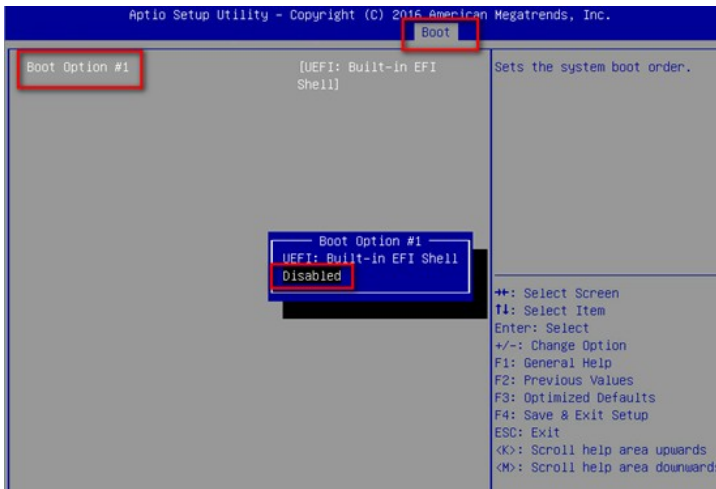 Aptio Setup Utility – Copyright (C) 2016 American Megatrends, Inc.
Boot
Boot Option #1
[UEFI: Built-in EFI
Shell]
Sets the system boot order.
Boot Option #1
UEFI: Built-in EFI Shell
Disabled
→←: Select Screen
↑↓: Select Item
Enter: Select
+/-: Change Option
F1: General Help
F2: Previous Values
F3: Optimized Defaults
F4: Save & Exit Setup
ESC: Exit
<K>: Scroll help area upwards
<M>: Scroll help area downwards